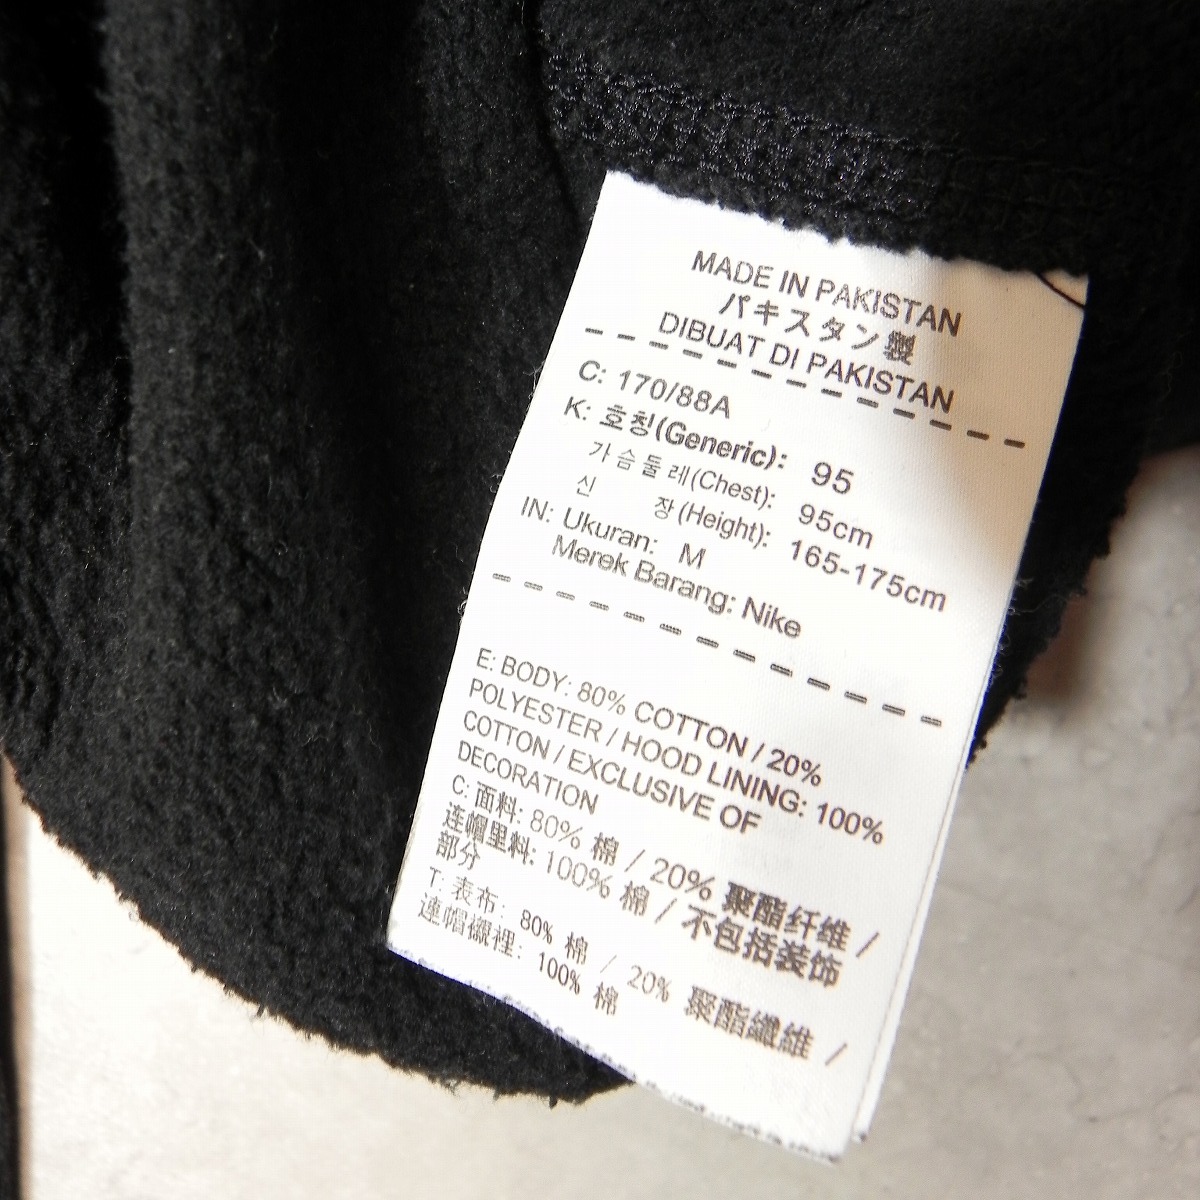 MADE IN PAKISTAN
パキスタン製
DIBUAT DI PAKISTAN
C: 170/88A
K: 호칭(Generic): 95
가슴둘레(Chest): 95cm
신 장(Height): 165-175cm
IN: Ukuran: M
Merek Barang: Nike
E: BODY: 80% COTTON / 20%
POLYESTER / HOOD LINING: 100%
COTTON / EXCLUSIVE OF
DECORATION
C: 面料: 80% 棉 / 20% 聚酯纤维 /
连帽里料: 100% 棉 / 不包括装饰
部分
T: 表布: 80% 棉 / 20% 聚酯纖維 /
連帽襯裡: 100% 棉